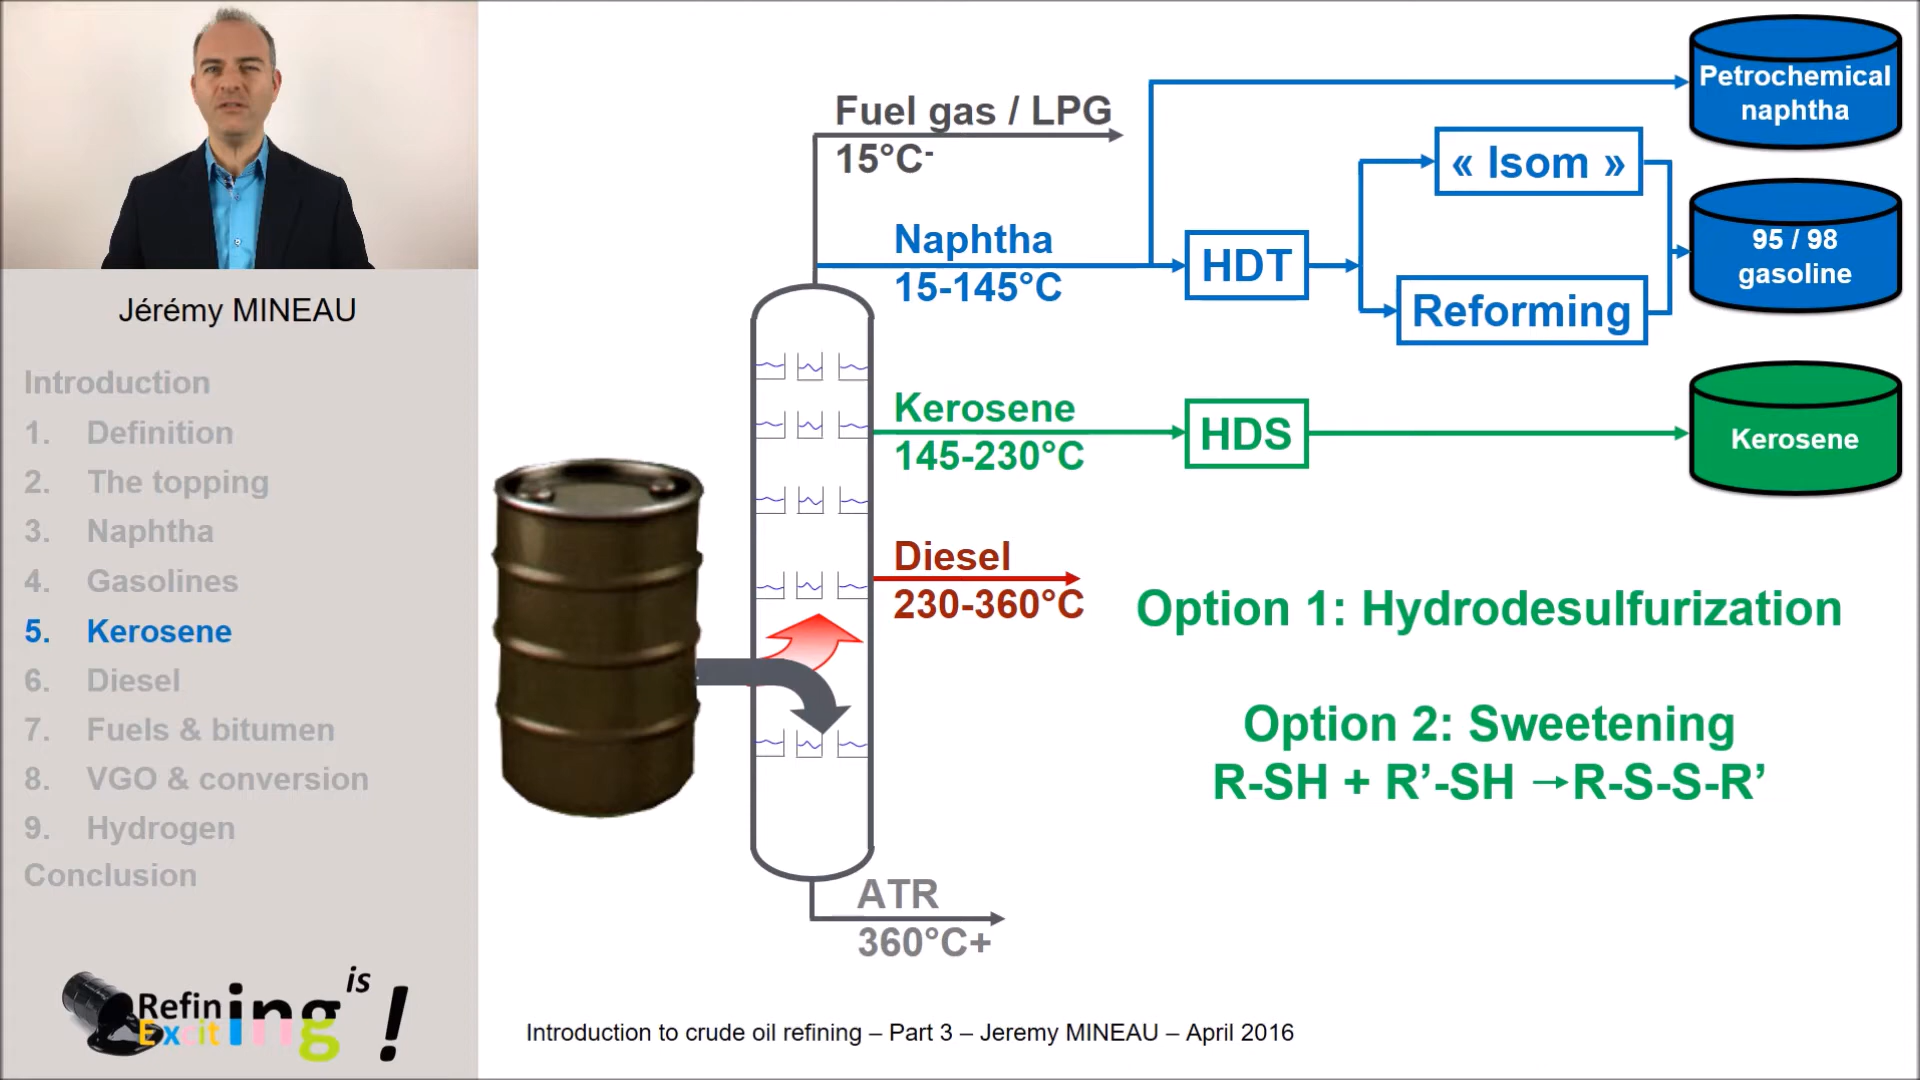 Jérémy MINEAU
Introduction
1. Definition
2. The topping
3. Naphtha
4. Gasolines
5. Kerosene
6. Diesel
7. Fuels & bitumen
8. VGO & conversion
9. Hydrogen
Conclusion
Refining is
Exciting !
Fuel gas / LPG
15°C-
Naphtha
15-145°C
Kerosene
145-230°C
Diesel
230-360°C
ATR
360°C+
HDT
« Isom »
Reforming
HDS
Petrochemical
naphtha
95 / 98
gasoline
Kerosene
Option 1: Hydrodesulfurization
Option 2: Sweetening
R-SH + R’-SH →R-S-S-R’
Introduction to crude oil refining – Part 3 – Jeremy MINEAU – April 2016